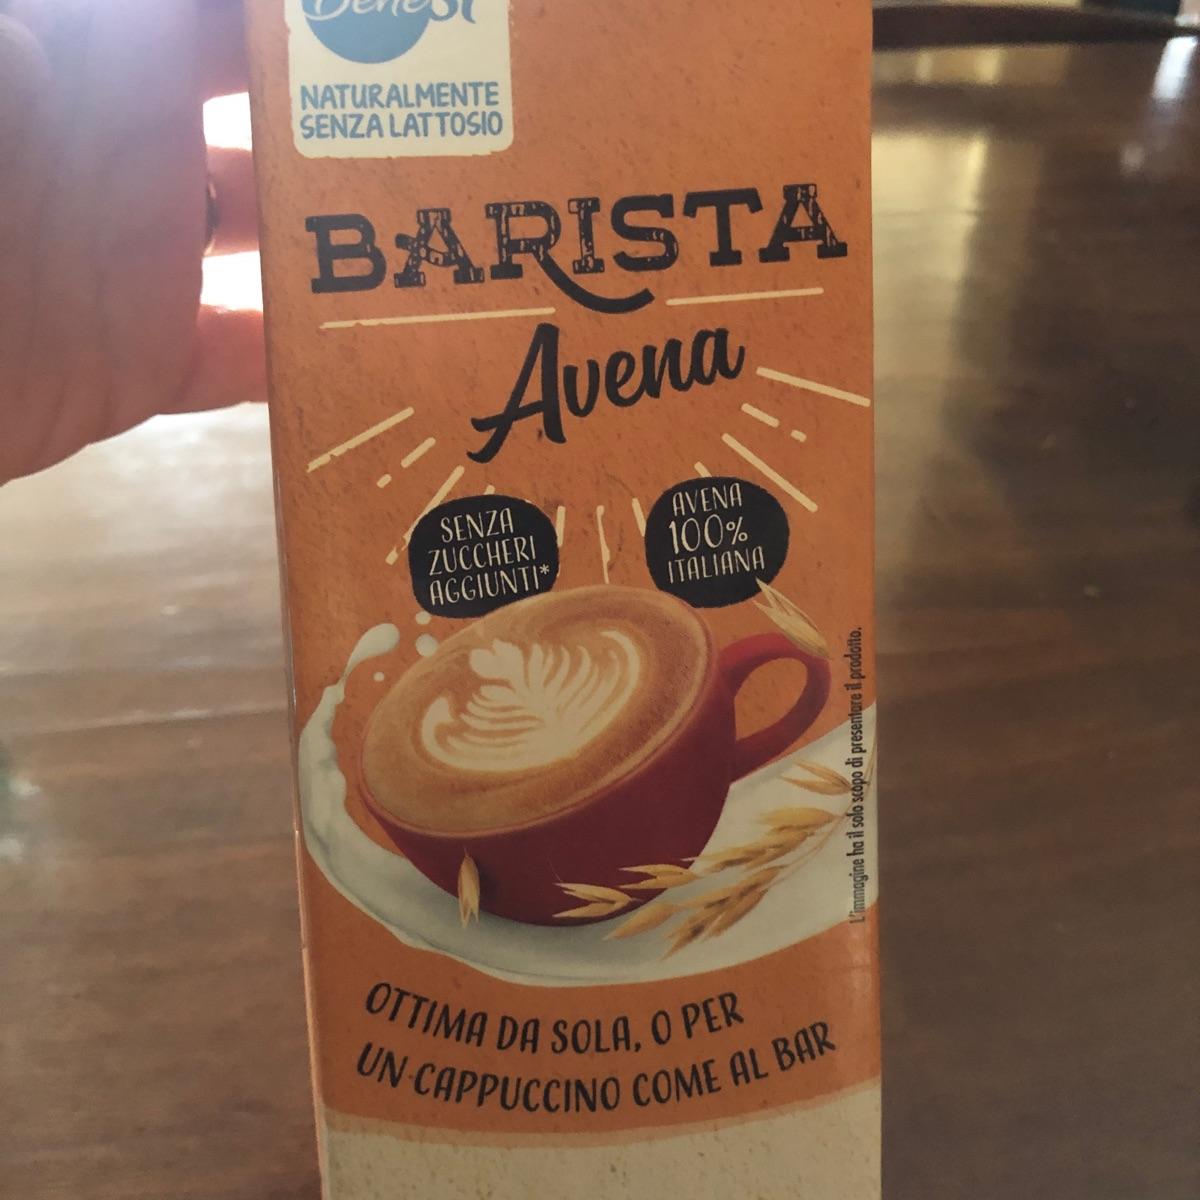 BeneSì
NATURALMENTE
SENZA LATTOSIO
BARISTA
Avena
SENZA
ZUCCHERI
AGGIUNTI*
AVENA
100%
ITALIANA
L'immagine ha il solo scopo di presentare il prodotto.
OTTIMA DA SOLA, O PER
UN CAPPUCCINO COME AL BAR